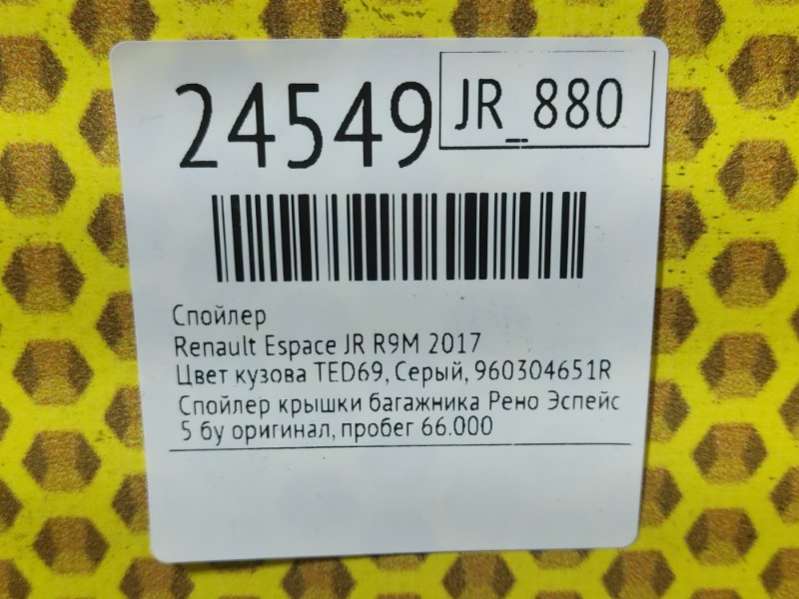 24549
JR_880
Спойлер
Renault Espace JR R9M 2017
Цвет кузова TED69, Серый, 960304651R
Спойлер крышки багажника Рено Эспейс
5 бу оригинал, пробег 66.000